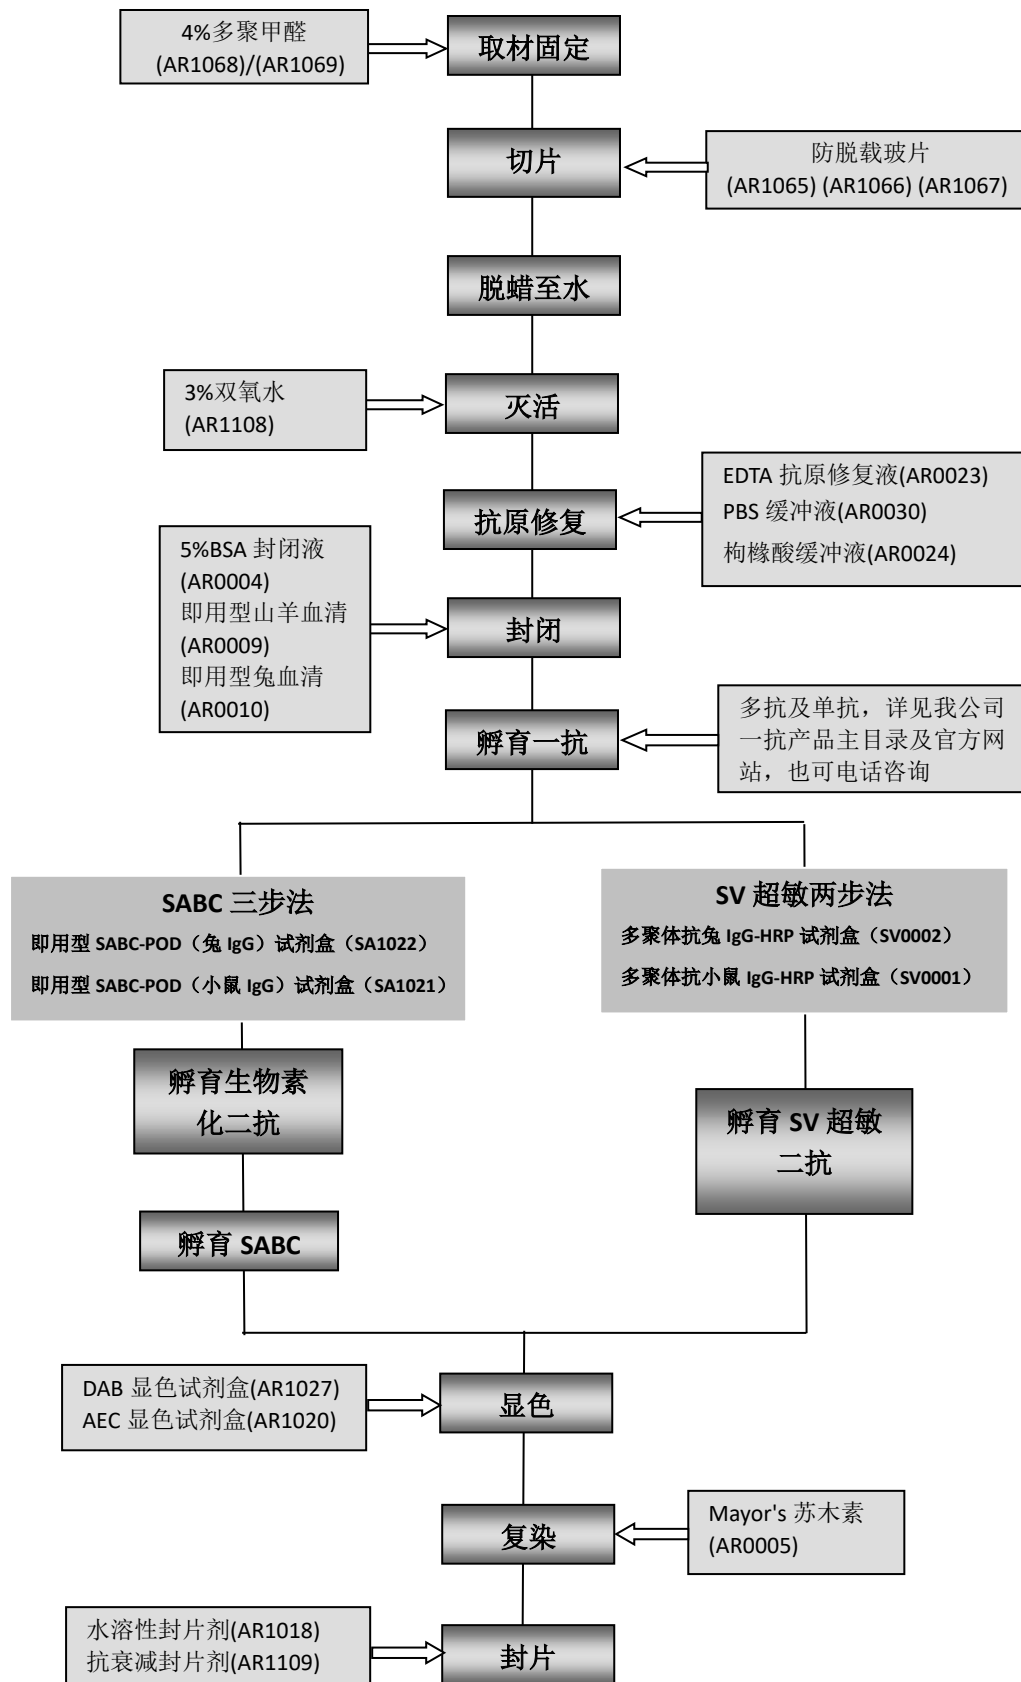 4%多聚甲醛
(AR1068)/(AR1069)
取材固定
切片
防脱载玻片
(AR1065) (AR1066) (AR1067)
脱蜡至水
3%双氧水
(AR1108)
灭活
EDTA 抗原修复液(AR0023)
PBS 缓冲液(AR0030)
枸橼酸缓冲液(AR0024)
抗原修复
5%BSA 封闭液
(AR0004)
即用型山羊血清
(AR0009)
即用型兔血清
(AR0010)
封闭
孵育一抗
多抗及单抗，详见我公司
一抗产品主目录及官方网
站，也可电话咨询
SABC 三步法
即用型 SABC-POD（兔 IgG）试剂盒（SA1022）
即用型 SABC-POD（小鼠 IgG）试剂盒（SA1021）
SV 超敏两步法
多聚体抗兔 IgG-HRP 试剂盒（SV0002）
多聚体抗小鼠 IgG-HRP 试剂盒（SV0001）
孵育生物素
化二抗
孵育 SV 超敏
二抗
孵育 SABC
DAB 显色试剂盒(AR1027)
AEC 显色试剂盒(AR1020)
显色
复染
Mayor's 苏木素
(AR0005)
水溶性封片剂(AR1018)
抗衰减封片剂(AR1109)
封片